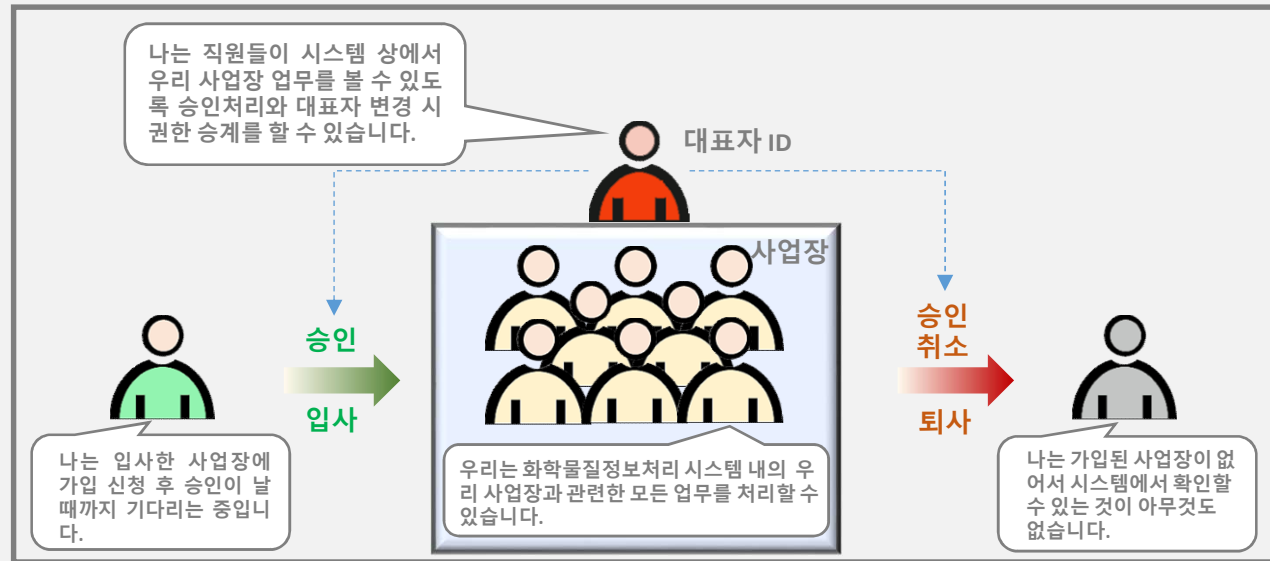 나는 직원들이 시스템 상에서
우리 사업장 업무를 볼 수 있도
록 승인처리와 대표자 변경 시
권한 승계를 할 수 있습니다.
대표자 ID
사업장
승인
입사
승인
취소
퇴사
나는 입사한 사업장에
가입 신청 후 승인이 날
때까지 기다리는 중입니
다.
우리는 화학물질정보처리 시스템 내의 우
리 사업장과 관련한 모든 업무를 처리할 수
있습니다.
나는 가입된 사업장이 없
어서 시스템에서 확인할
수 있는 것이 아무것도
없습니다.